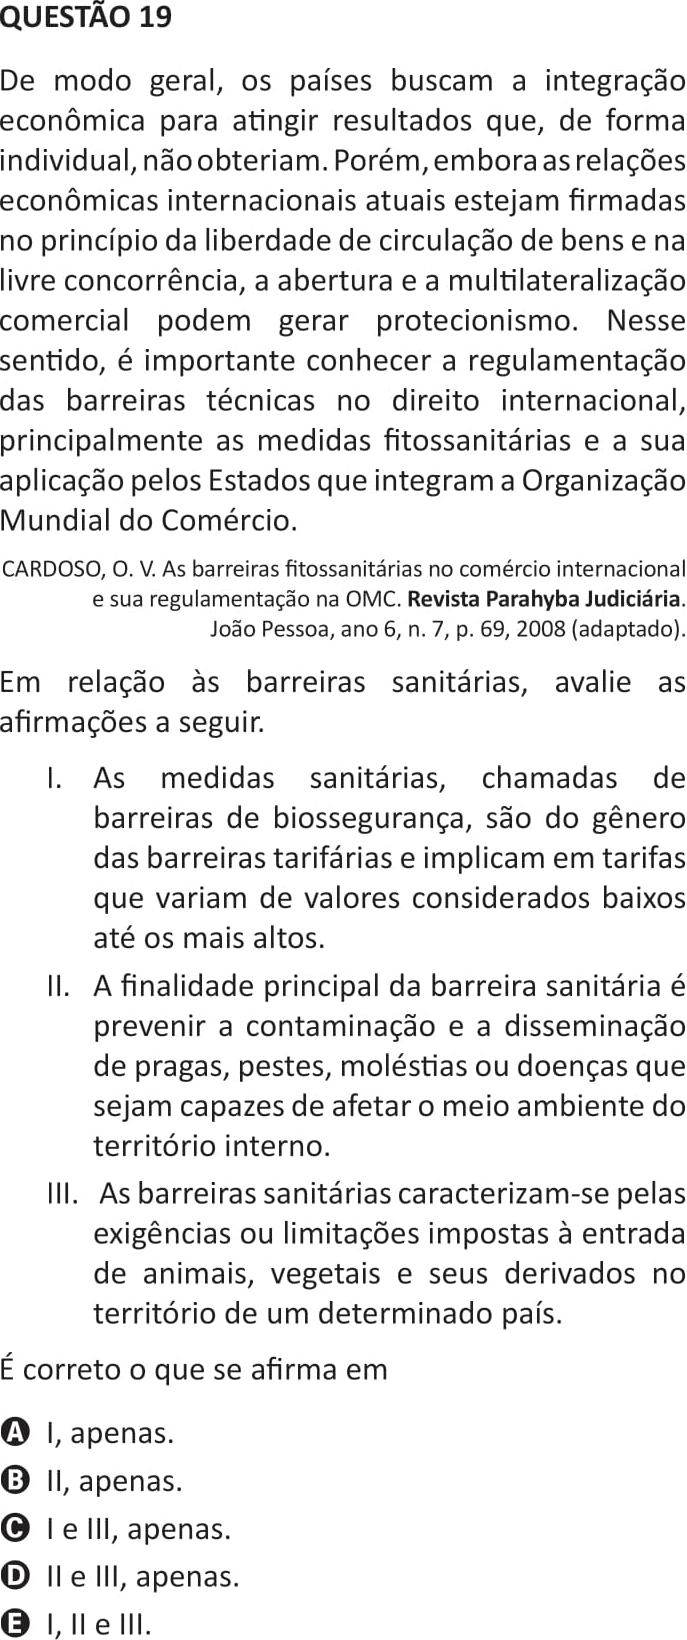 QUESTÃO 19
De modo geral, os países buscam a integração
econômica para atingir resultados que, de forma
individual, não obteriam. Porém, embora as relações
econômicas internacionais atuais estejam firmadas
no princípio da liberdade de circulação de bens e na
livre concorrência, a abertura e a multilateralização
comercial podem gerar protecionismo. Nesse
sentido, é importante conhecer a regulamentação
das barreiras técnicas no direito internacional,
principalmente as medidas fitossanitárias e a sua
aplicação pelos Estados que integram a Organização
Mundial do Comércio.
CARDOSO, O. V. As barreiras fitossanitárias no comércio internacional
e sua regulamentação na OMC. Revista Parahyba Judiciária.
João Pessoa, ano 6, n. 7, p. 69, 2008 (adaptado).
Em relação às barreiras sanitárias, avalie as
afirmações a seguir.
I. As medidas sanitárias, chamadas de
barreiras de biossegurança, são do gênero
das barreiras tarifárias e implicam em tarifas
que variam de valores considerados baixos
até os mais altos.
II. A finalidade principal da barreira sanitária é
prevenir a contaminação e a disseminação
de pragas, pestes, moléstias ou doenças que
sejam capazes de afetar o meio ambiente do
território interno.
III. As barreiras sanitárias caracterizam-se pelas
exigências ou limitações impostas à entrada
de animais, vegetais e seus derivados no
território de um determinado país.
É correto o que se afirma em
A I, apenas.
B II, apenas.
C I e III, apenas.
D II e III, apenas.
E I, II e III.